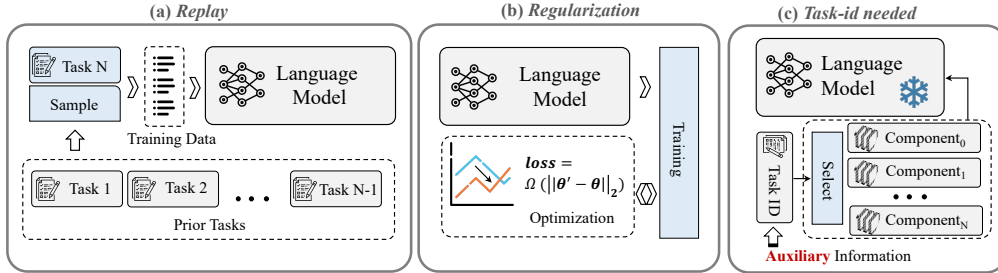 (a) Replay
Task N
Sample
Training Data
Language
Model
Task 1
Task 2
• • •
Task N-1
Prior Tasks
(b) Regularization
Language
Model
loss =
Ω (||θ′ − θ||₂)
Optimization
Training
(c) Task-id needed
Language
Model
Task ID
Select
Component₀
Component₁
• • •
Component_N
Auxiliary Information